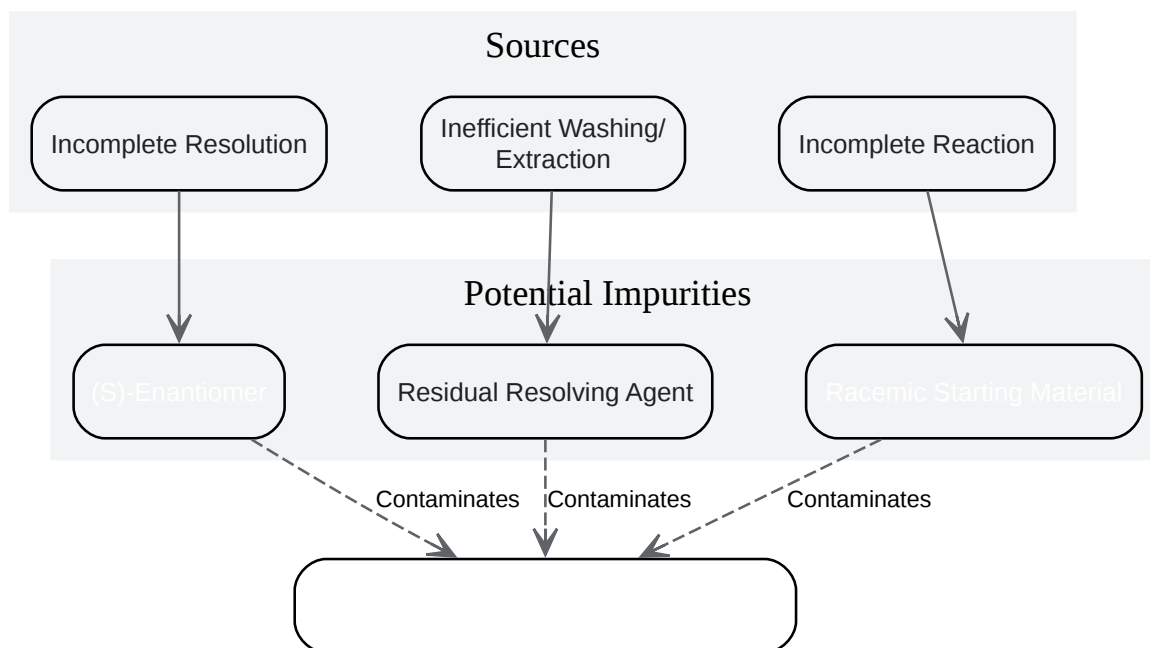 Sources
Incomplete Resolution
Inefficient Washing/
Extraction
Incomplete Reaction
Potential Impurities
(S)-Enantiomer
Residual Resolving Agent
Racemic Starting Material
Contaminates
Contaminates
Contaminates